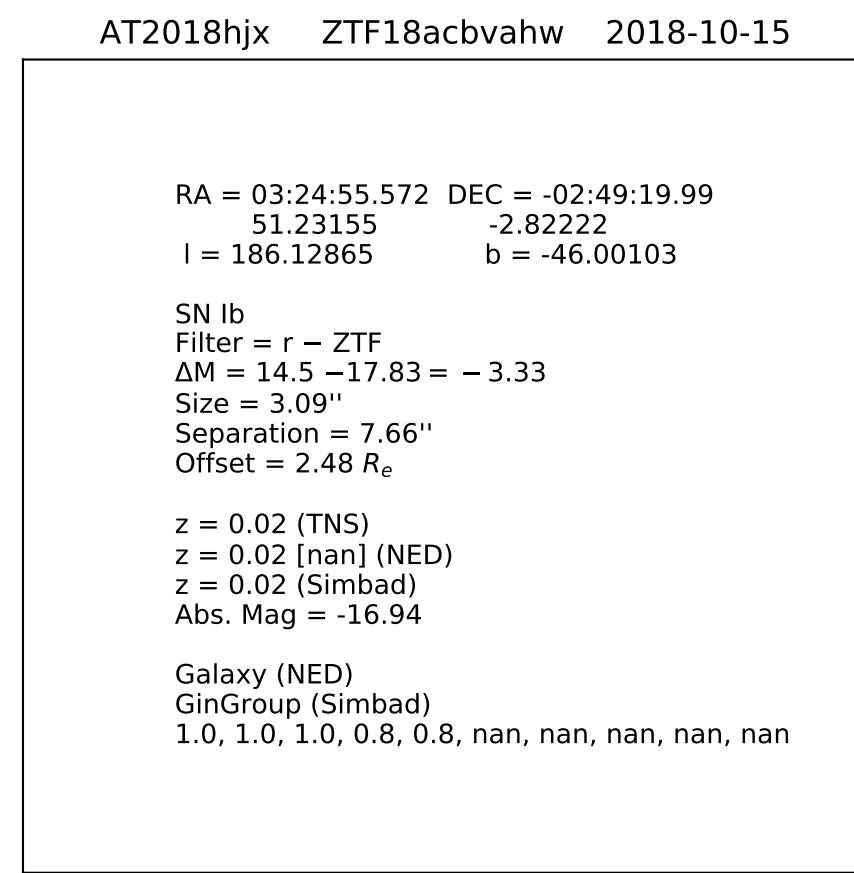 AT2018hjx ZTF18acbvahw 2018-10-15
RA = 03:24:55.572 DEC = -02:49:19.99
51.23155 -2.82222
l = 186.12865 b = -46.00103
SN Ib
Filter = r − ZTF
ΔM = 14.5 −17.83 = − 3.33
Size = 3.09''
Separation = 7.66''
Offset = 2.48 Rₑ
z = 0.02 (TNS)
z = 0.02 [nan] (NED)
z = 0.02 (Simbad)
Abs. Mag = -16.94
Galaxy (NED)
GinGroup (Simbad)
1.0, 1.0, 1.0, 0.8, 0.8, nan, nan, nan, nan, nan